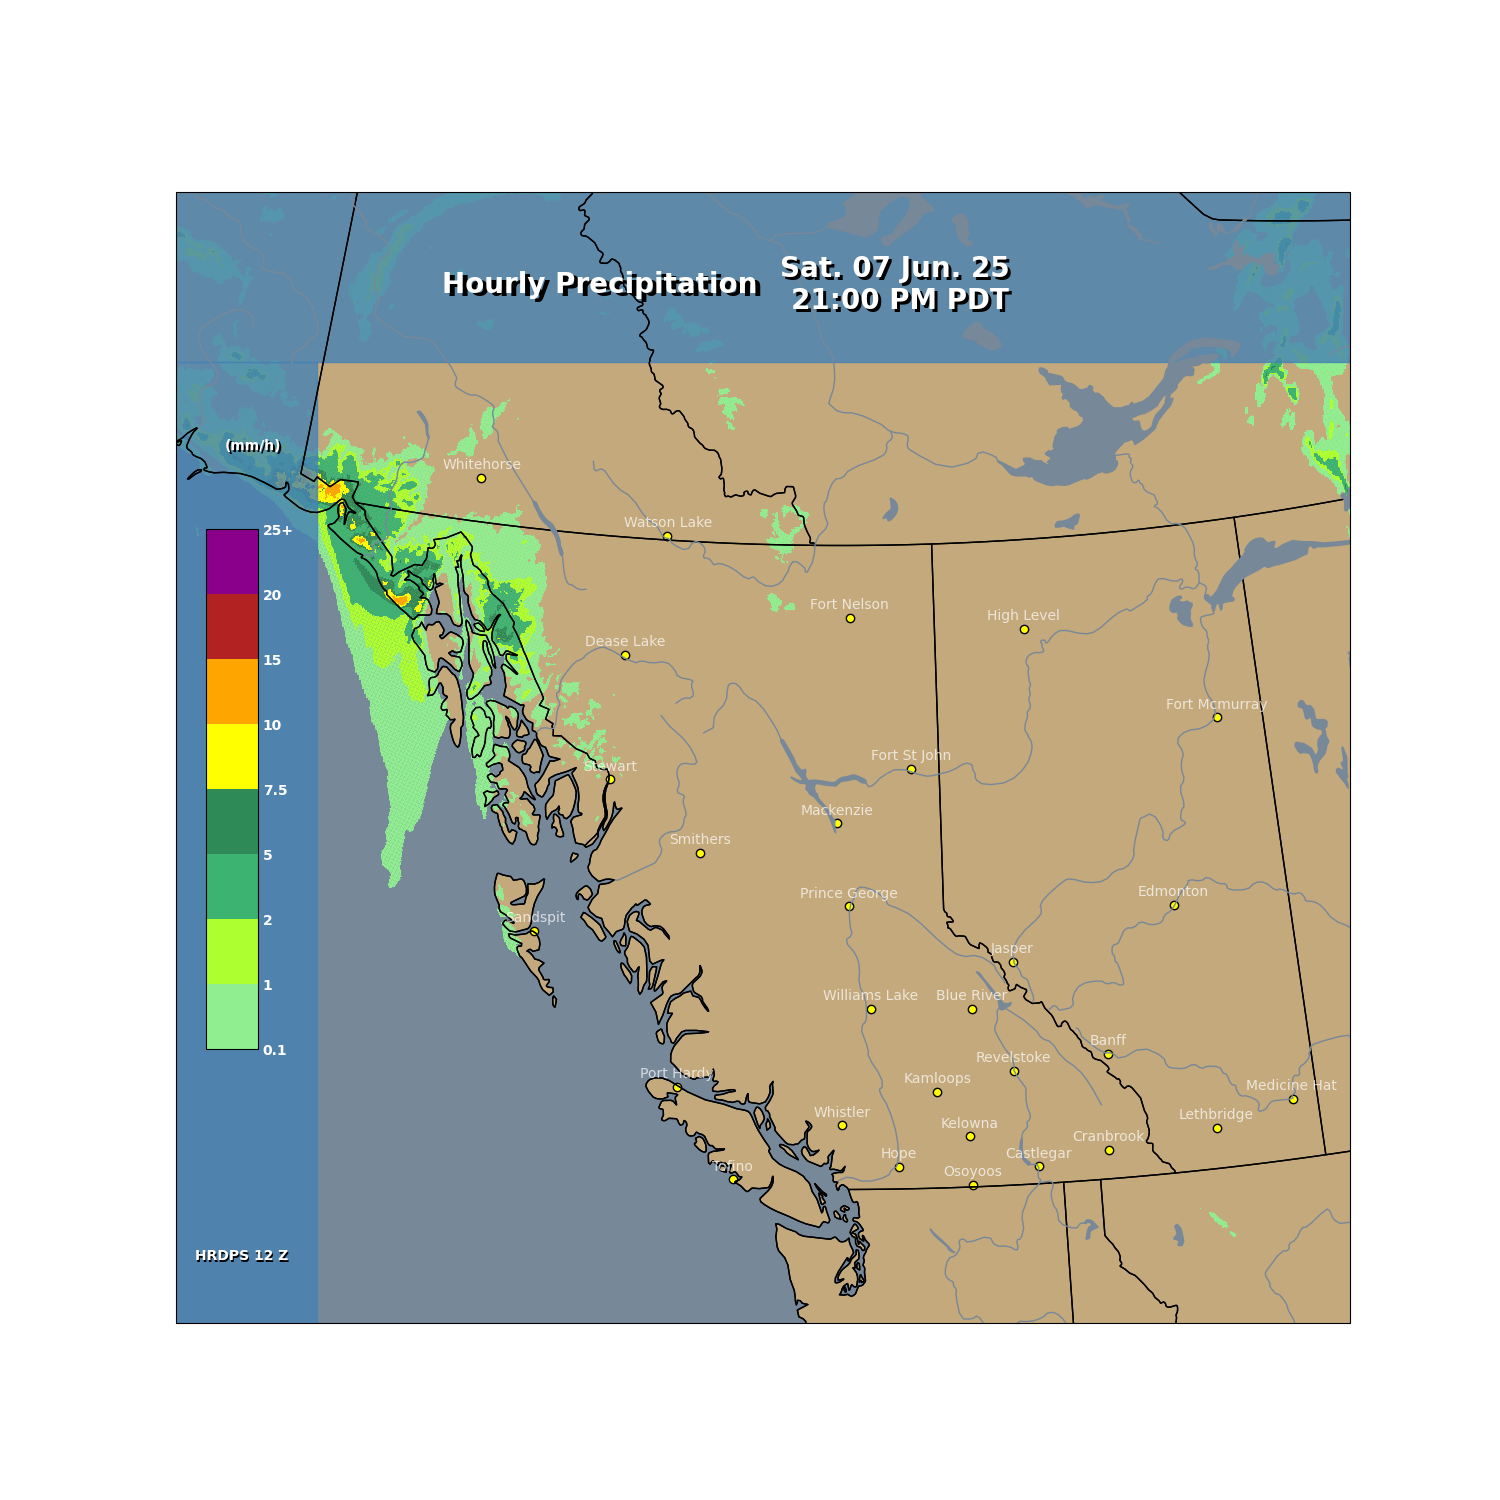 Hourly Precipitation
Sat. 07 Jun. 25
21:00 PM PDT
(mm/h)
25+
20
15
10
7.5
5
2
1
0.1
HRDPS 12 Z
Whitehorse
Watson Lake
Fort Nelson
High Level
Dease Lake
Fort Mcmurray
Fort St John
Stewart
Mackenzie
Smithers
Prince George
Edmonton
Sandspit
Jasper
Williams Lake
Blue River
Banff
Revelstoke
Port Hardy
Kamloops
Medicine Hat
Whistler
Lethbridge
Kelowna
Cranbrook
Hope
Castlegar
Tofino
Osoyoos